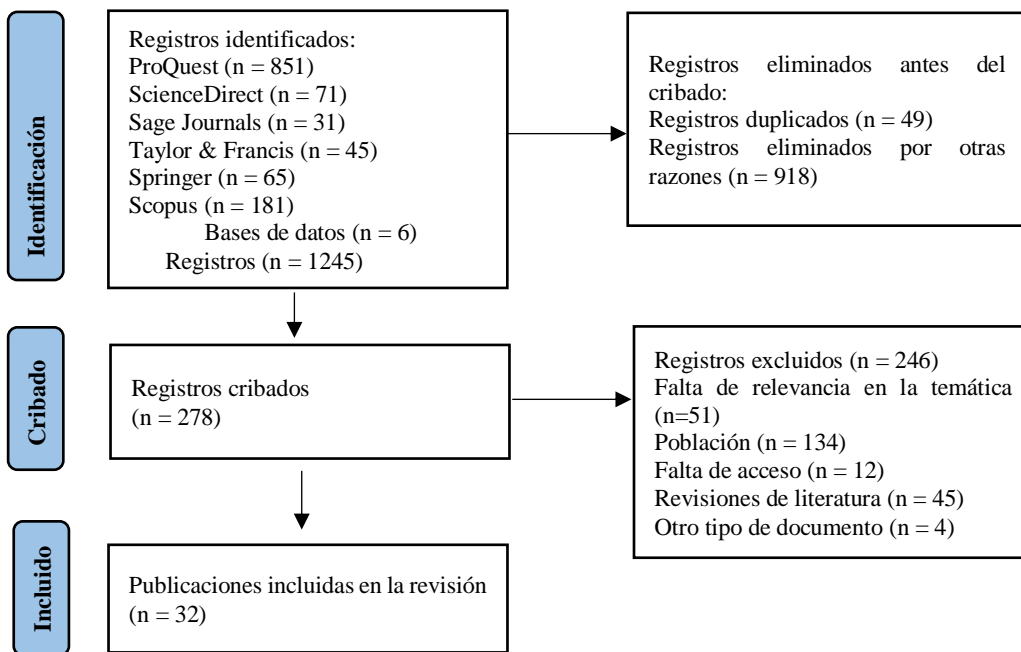 Identificación
Registros identificados:
ProQuest (n = 851)
ScienceDirect (n = 71)
Sage Journals (n = 31)
Taylor & Francis (n = 45)
Springer (n = 65)
Scopus (n = 181)
Bases de datos (n = 6)
Registros (n = 1245)
Registros eliminados antes del
cribado:
Registros duplicados (n = 49)
Registros eliminados por otras
razones (n = 918)
Cribado
Registros cribados
(n = 278)
Registros excluidos (n = 246)
Falta de relevancia en la temática
(n=51)
Población (n = 134)
Falta de acceso (n = 12)
Revisiones de literatura (n = 45)
Otro tipo de documento (n = 4)
Incluido
Publicaciones incluidas en la revisión
(n = 32)